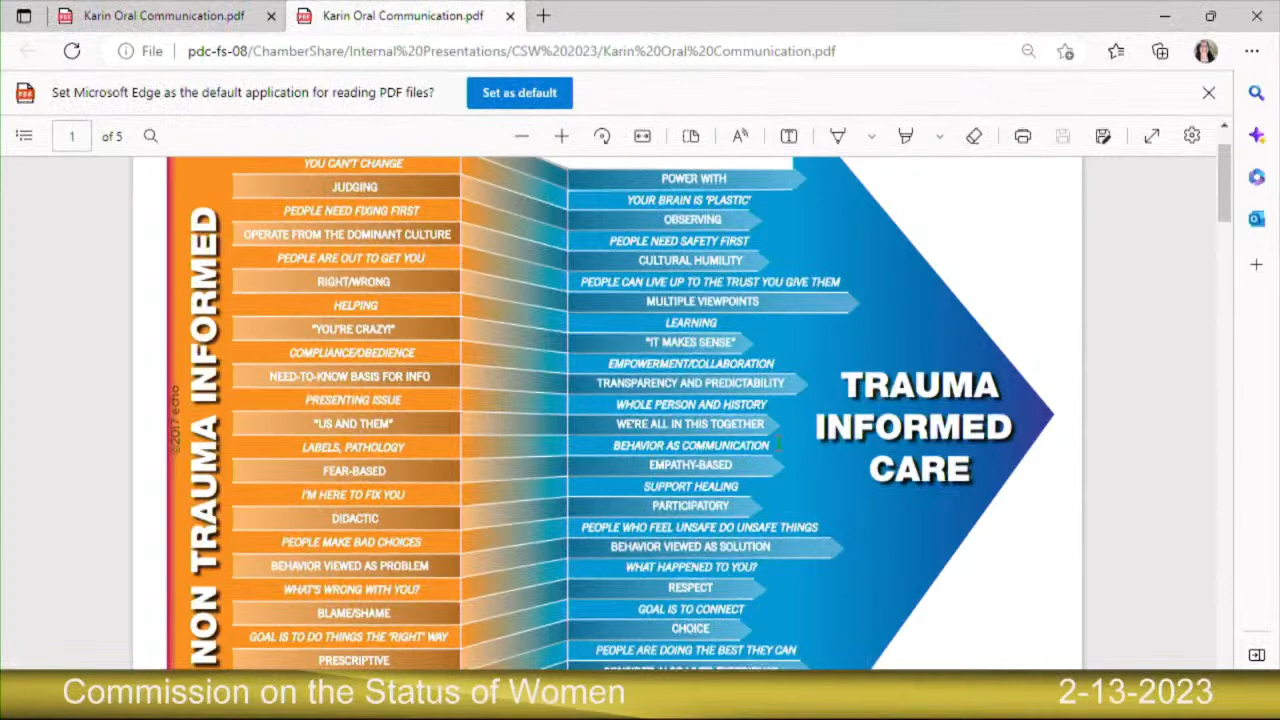 Karin Oral Communication.pdf
Karin Oral Communication.pdf
File
pdc-fs-08/ChamberShare/Internal%20Presentations/CSW%202023/Karin%20Oral%20Communication.pdf
Set Microsoft Edge as the default application for reading PDF files?
Set as default
1 of 5
NON TRAUMA INFORMED
©2017 echo
YOU CAN'T CHANGE
JUDGING
PEOPLE NEED FIXING FIRST
OPERATE FROM THE DOMINANT CULTURE
PEOPLE ARE OUT TO GET YOU
RIGHT/WRONG
HELPING
"YOU'RE CRAZY!"
COMPLIANCE/OBEDIENCE
NEED-TO-KNOW BASIS FOR INFO
PRESENTING ISSUE
"US AND THEM"
LABELS, PATHOLOGY
FEAR-BASED
I'M HERE TO FIX YOU
DIDACTIC
PEOPLE MAKE BAD CHOICES
BEHAVIOR VIEWED AS PROBLEM
WHAT'S WRONG WITH YOU?
BLAME/SHAME
GOAL IS TO DO THINGS THE 'RIGHT' WAY
PRESCRIPTIVE
POWER WITH
YOUR BRAIN IS 'PLASTIC'
OBSERVING
PEOPLE NEED SAFETY FIRST
CULTURAL HUMILITY
PEOPLE CAN LIVE UP TO THE TRUST YOU GIVE THEM
MULTIPLE VIEWPOINTS
LEARNING
"IT MAKES SENSE"
EMPOWERMENT/COLLABORATION
TRANSPARENCY AND PREDICTABILITY
WHOLE PERSON AND HISTORY
WE'RE ALL IN THIS TOGETHER
BEHAVIOR AS COMMUNICATION
EMPATHY-BASED
SUPPORT HEALING
PARTICIPATORY
PEOPLE WHO FEEL UNSAFE DO UNSAFE THINGS
BEHAVIOR VIEWED AS SOLUTION
WHAT HAPPENED TO YOU?
RESPECT
GOAL IS TO CONNECT
CHOICE
PEOPLE ARE DOING THE BEST THEY CAN
TRAUMA
INFORMED
CARE
Commission on the Status of Women
2-13-2023